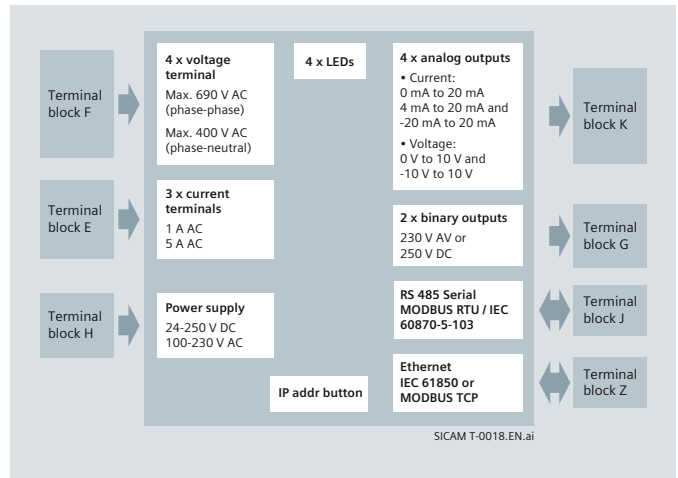 Terminal
block F
4 x voltage
terminal
Max. 690 V AC
(phase-phase)
Max. 400 V AC
(phase-neutral)
4 x LEDs
4 x analog outputs
• Current:
0 mA to 20 mA
4 mA to 20 mA and
-20 mA to 20 mA
• Voltage:
0 V to 10 V and
-10 V to 10 V
Terminal
block K
Terminal
block E
3 x current
terminals
1 A AC
5 A AC
2 x binary outputs
230 V AV or
250 V DC
Terminal
block G
Terminal
block H
Power supply
24-250 V DC
100-230 V AC
RS 485 Serial
MODBUS RTU / IEC
60870-5-103
Terminal
block J
IP addr button
Ethernet
IEC 61850 or
MODBUS TCP
Terminal
block Z
SICAM T-0018.EN.ai